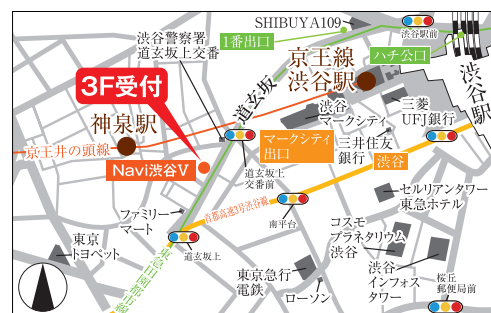 SHIBUYA109
渋谷駅前
渋谷警察署
道玄坂上交番
1番出口
京王線
渋谷駅
ハチ公口
渋谷駅
3F受付
道玄坂
神泉駅
渋谷
マークシティ
三菱
UFJ銀行
京王井の頭線
マークシティ
出口
三井住友
銀行
渋谷
Navi渋谷V
道玄坂上
交番前
セルリアンタワー
東急ホテル
ファミリー
マート
首都高速3号渋谷線
南平台
コスモ
プラネタリウム
渋谷
東京
トヨペット
道玄坂上
東急田園都市線
東京急行
電鉄
ローソン
渋谷
インフォス
タワー
桜丘
郵便局前